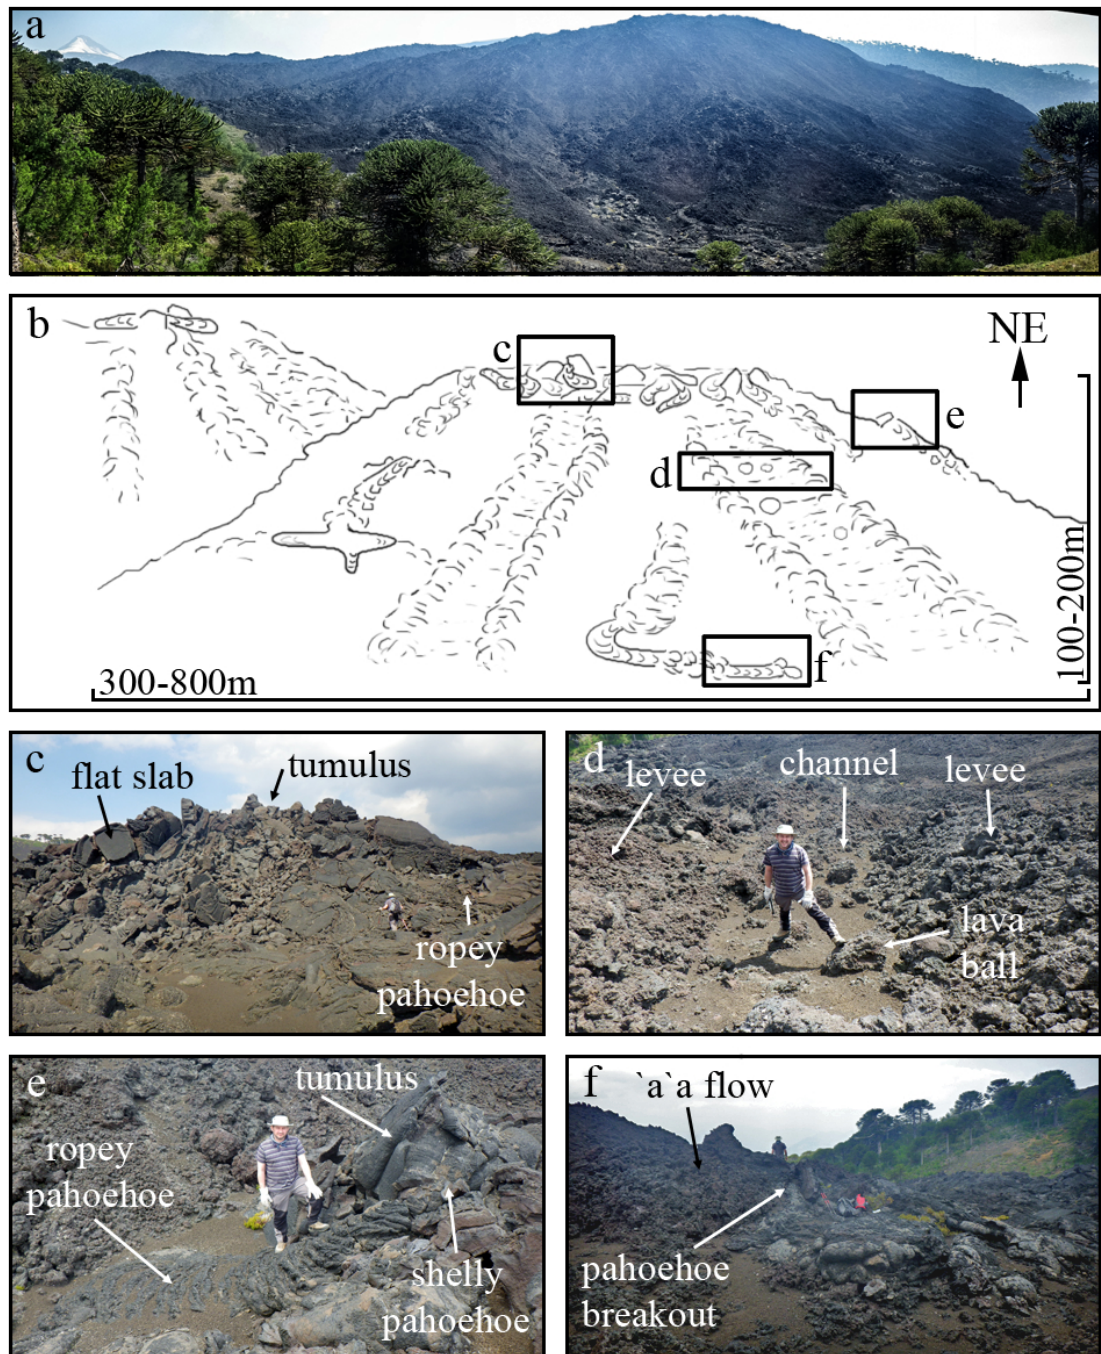 a
b
NE
c
e
d
f
300-800m
100-200m
c
flat slab
tumulus
ropey
pahoehoe
d
levee
channel
levee
lava
ball
e
tumulus
ropey
pahoehoe
shelly
pahoehoe
f
`a`a flow
pahoehoe
breakout